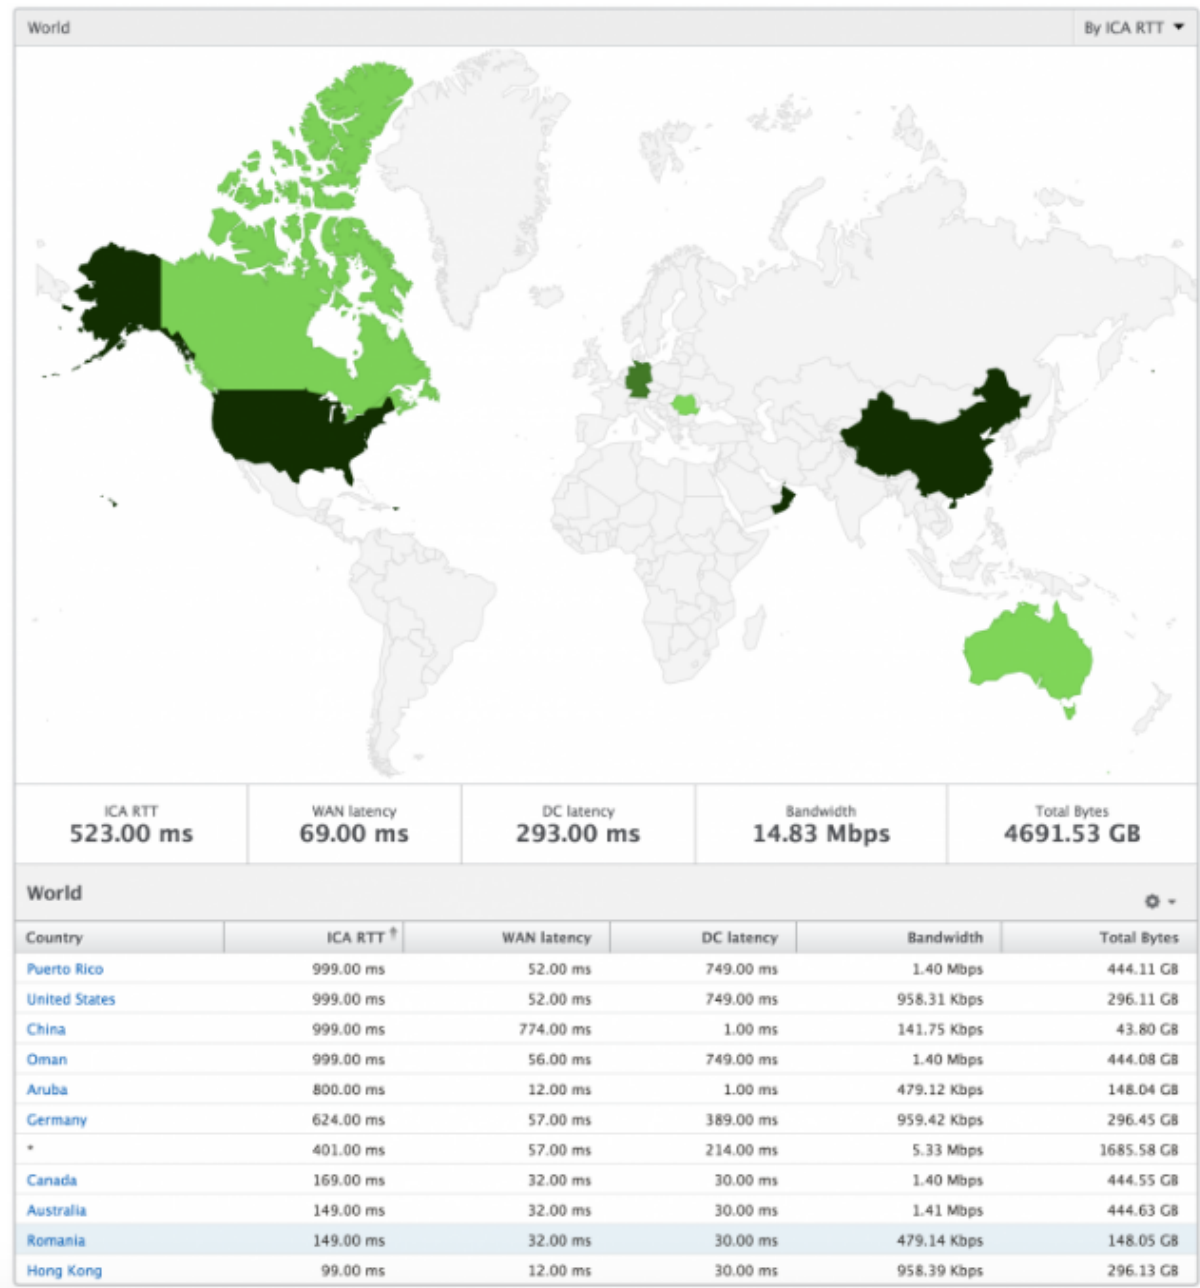 World
By ICA RTT
ICA RTT WAN latency DC latency Bandwidth Total Bytes
523.00 ms 69.00 ms 293.00 ms 14.83 Mbps 4691.53 GB
World
Country ICA RTT WAN latency DC latency Bandwidth Total Bytes
Puerto Rico 999.00 ms 52.00 ms 749.00 ms 1.40 Mbps 444.11 GB
United States 999.00 ms 52.00 ms 749.00 ms 958.31 Kbps 296.11 GB
China 999.00 ms 774.00 ms 1.00 ms 141.75 Kbps 43.80 GB
Oman 999.00 ms 56.00 ms 749.00 ms 1.40 Mbps 444.08 GB
Aruba 800.00 ms 12.00 ms 1.00 ms 479.12 Kbps 148.04 GB
Germany 624.00 ms 57.00 ms 389.00 ms 959.42 Kbps 296.45 GB
* 401.00 ms 57.00 ms 214.00 ms 5.33 Mbps 1685.58 GB
Canada 169.00 ms 32.00 ms 30.00 ms 1.40 Mbps 444.55 GB
Australia 149.00 ms 32.00 ms 30.00 ms 1.41 Mbps 444.63 GB
Romania 149.00 ms 32.00 ms 30.00 ms 479.14 Kbps 148.05 GB
Hong Kong 99.00 ms 12.00 ms 30.00 ms 958.39 Kbps 296.13 GB